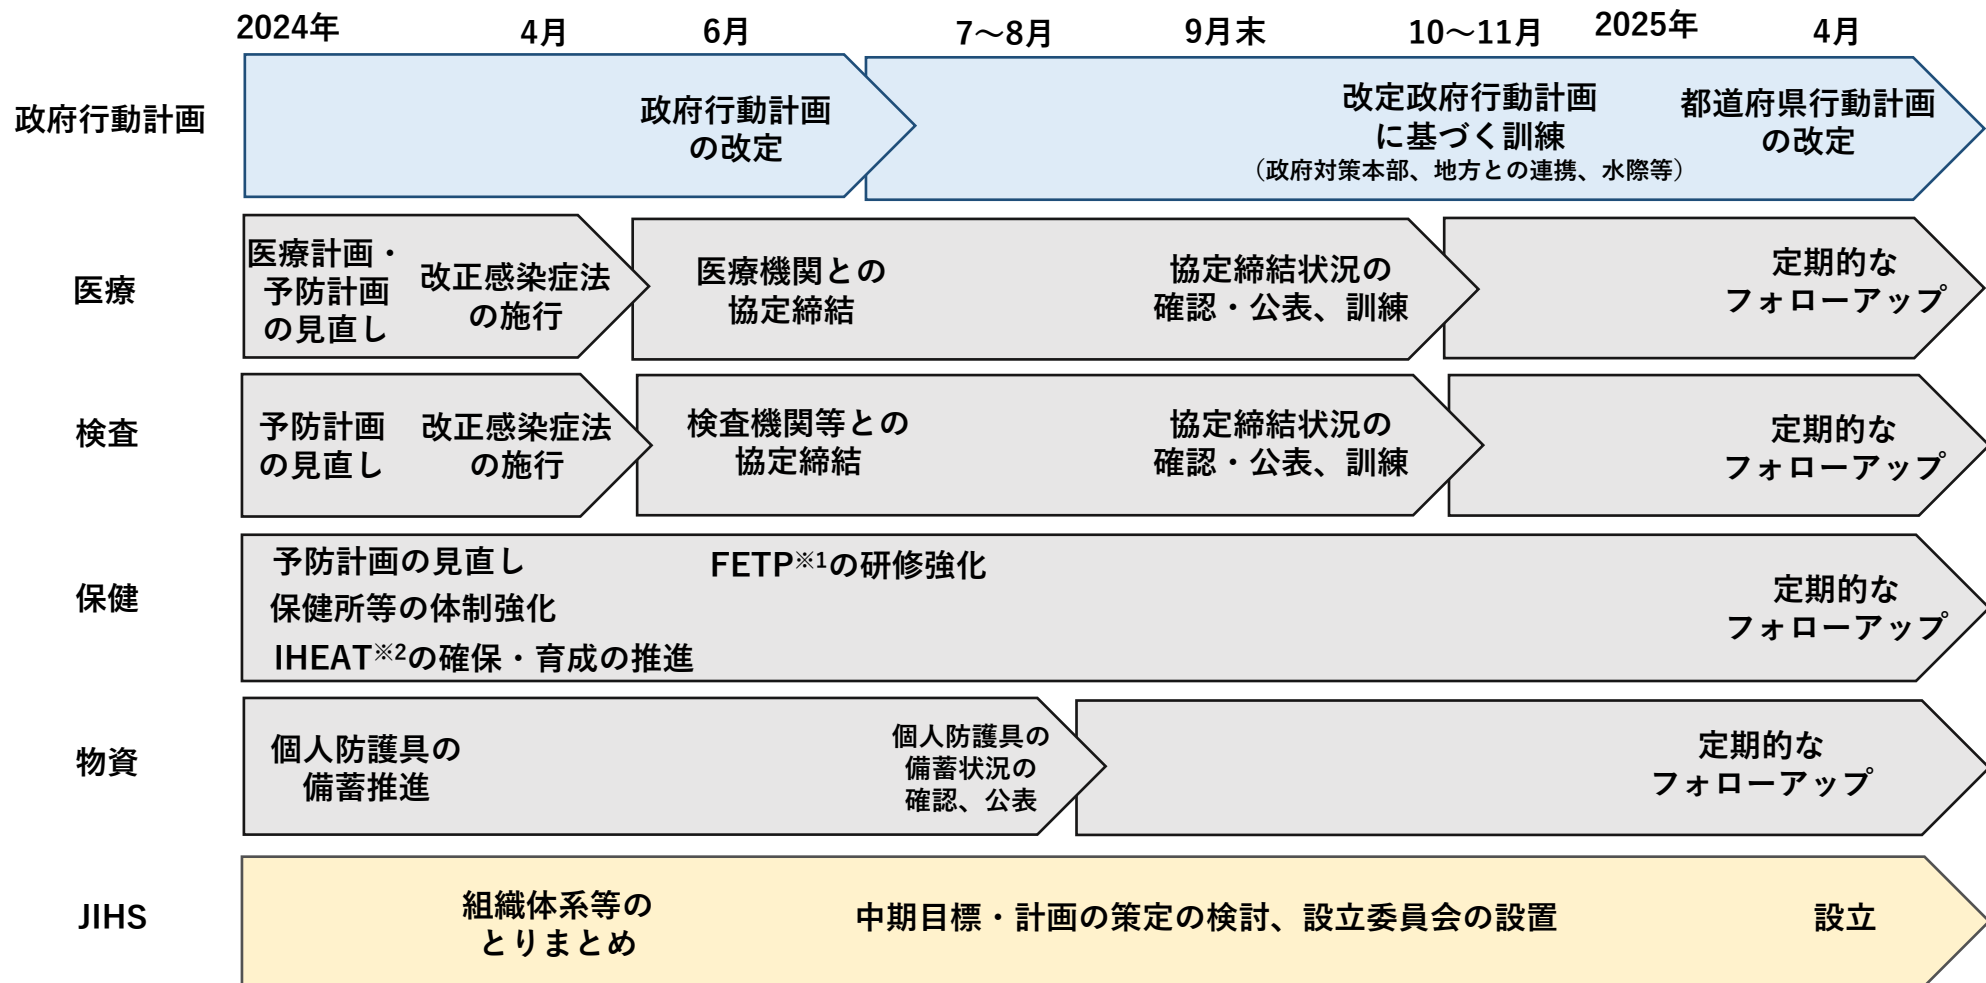 2024年 4月 6月 7～8月 9月末 10～11月 2025年 4月
政府行動計画
政府行動計画
の改定
改定政府行動計画
に基づく訓練
（政府対策本部、地方との連携、水際等）
都道府県行動計画
の改定
医療
医療計画・
予防計画
の見直し
改正感染症法
の施行
医療機関との
協定締結
協定締結状況の
確認・公表、訓練
定期的な
フォローアップ
検査
予防計画
の見直し
改正感染症法
の施行
検査機関等との
協定締結
協定締結状況の
確認・公表、訓練
定期的な
フォローアップ
保健
予防計画の見直し
保健所等の体制強化
IHEAT※2の確保・育成の推進
FETP※1の研修強化
定期的な
フォローアップ
物資
個人防護具の
備蓄推進
個人防護具の
備蓄状況の
確認、公表
定期的な
フォローアップ
JIHS
組織体系等の
とりまとめ
中期目標・計画の策定の検討、設立委員会の設置
設立